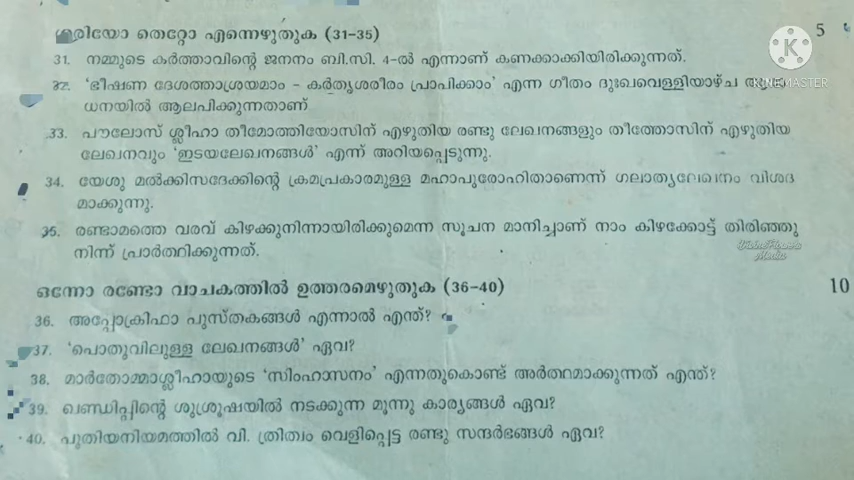 ശരിയോ തെറ്റോ എന്നെഴുതുക (31-35) 5
31. നമ്മുടെ കർത്താവിന്റെ ജനനം ബി.സി. 4-ൽ എന്നാണ് കണക്കാക്കിയിരിക്കുന്നത്.
32. 'ഭീഷണ ദേശത്താശ്രയമാം - കർതൃശരീരം പ്രാപിക്കാം' എന്ന ഗീതം ദുഃഖവെള്ളിയാഴ്ച ആരാ
ധനയിൽ ആലപിക്കുന്നതാണ്
33. പൗലോസ് ശ്ലീഹാ തീമോത്തിയോസിന് എഴുതിയ രണ്ടു ലേഖനങ്ങളും തീത്തോസിന് എഴുതിയ
ലേഖനവും 'ഇടയലേഖനങ്ങൾ' എന്ന് അറിയപ്പെടുന്നു.
34. യേശു മൽക്കിസദേക്കിന്റെ ക്രമപ്രകാരമുള്ള മഹാപുരോഹിതാണെന്ന് ഗലാത്യലേഖനം വിശദ
മാക്കുന്നു.
35. രണ്ടാമത്തെ വരവ് കിഴക്കുനിന്നായിരിക്കുമെന്ന സൂചന മാനിച്ചാണ് നാം കിഴക്കോട്ട് തിരിഞ്ഞു
നിന്ന് പ്രാർത്ഥിക്കുന്നത്.
ഒന്നോ രണ്ടോ വാചകത്തിൽ ഉത്തരമെഴുതുക (36-40) 10
36. അപ്പോക്രിഫാ പുസ്തകങ്ങൾ എന്നാൽ എന്ത്?
37. 'പൊതുവിലുള്ള ലേഖനങ്ങൾ' ഏവ?
38. മാർതോമ്മാശ്ലീഹായുടെ 'സിംഹാസനം' എന്നതുകൊണ്ട് അർത്ഥമാക്കുന്നത് എന്ത്?
39. ഖണ്ഡിപ്പിന്റെ ശുശ്രൂഷയിൽ നടക്കുന്ന മൂന്നു കാര്യങ്ങൾ ഏവ?
40. പുതിയനിയമത്തിൽ വി. ത്രിത്വം വെളിപ്പെട്ട രണ്ടു സന്ദർഭങ്ങൾ ഏവ?
K
KINEMASTER
Media